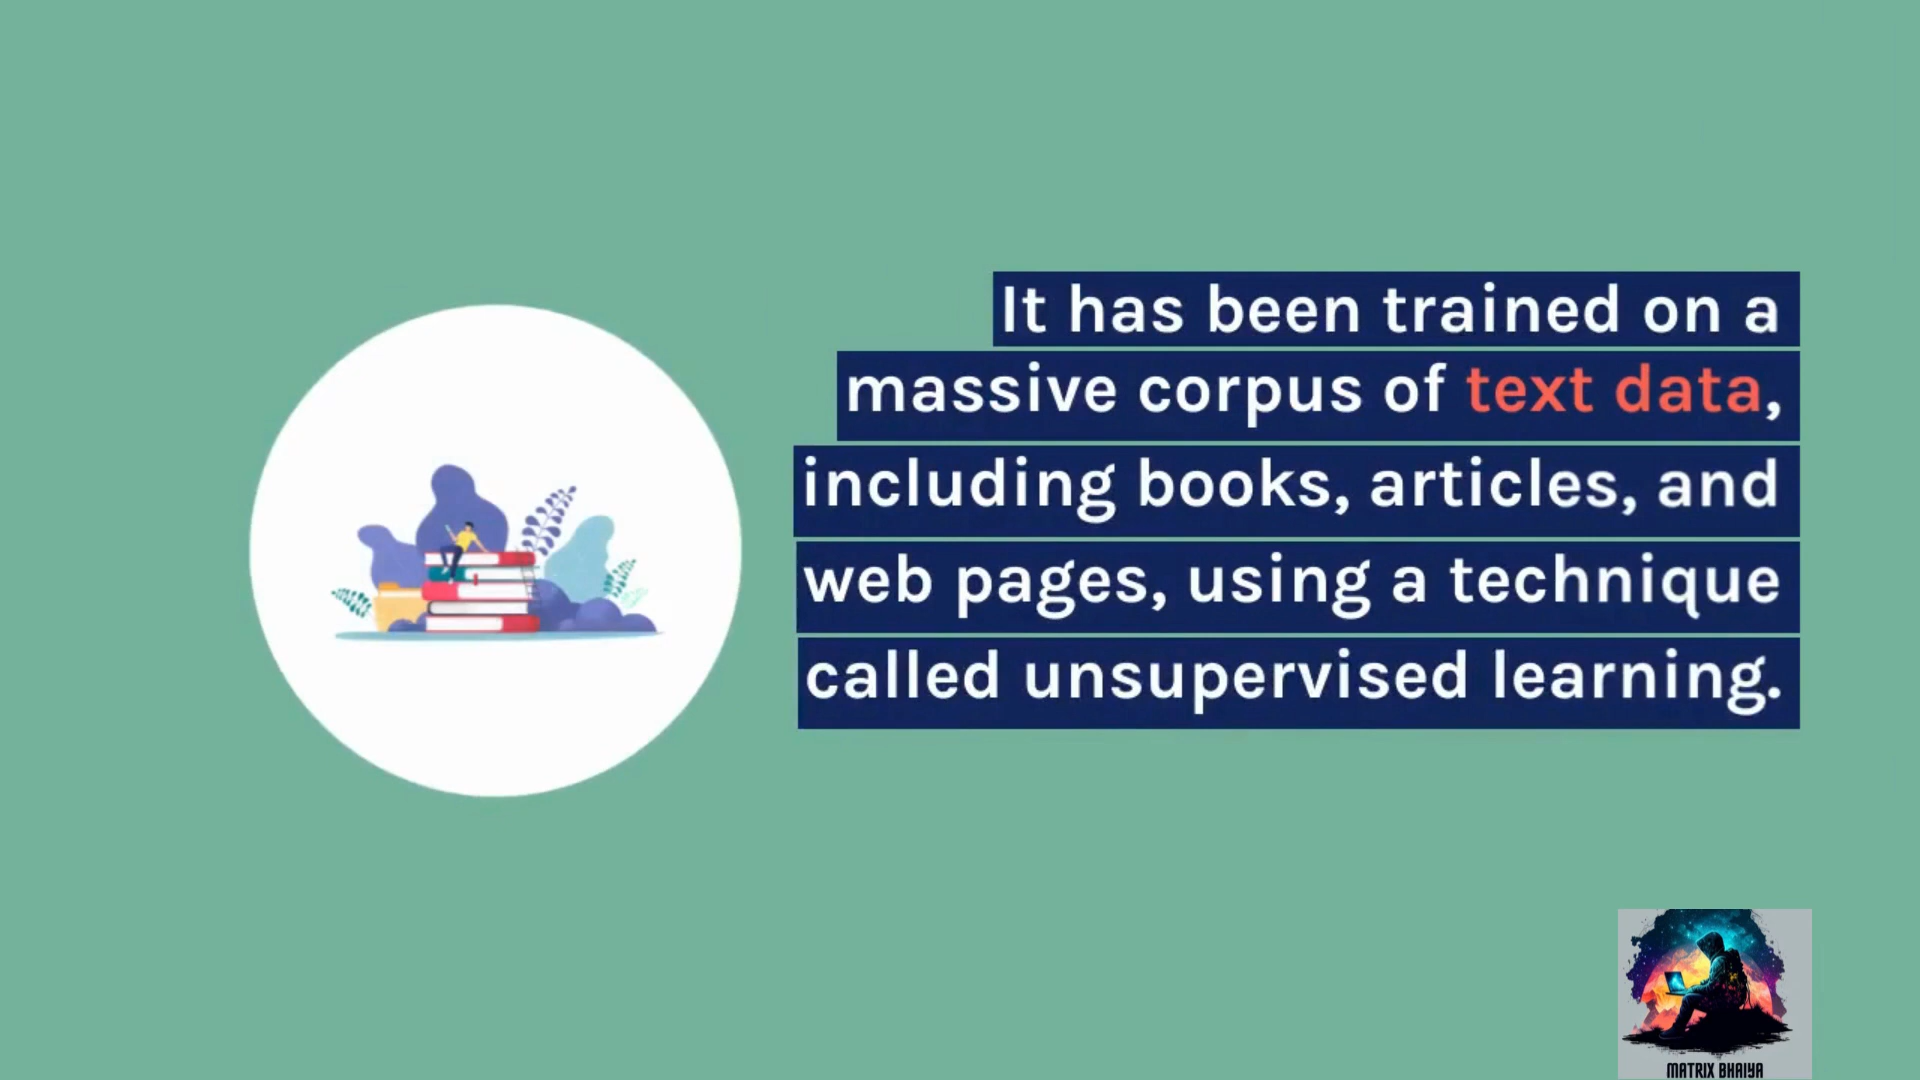 It has been trained on a
massive corpus of text data,
including books, articles, and
web pages, using a technique
called unsupervised learning.
MATRIX BHAIYA